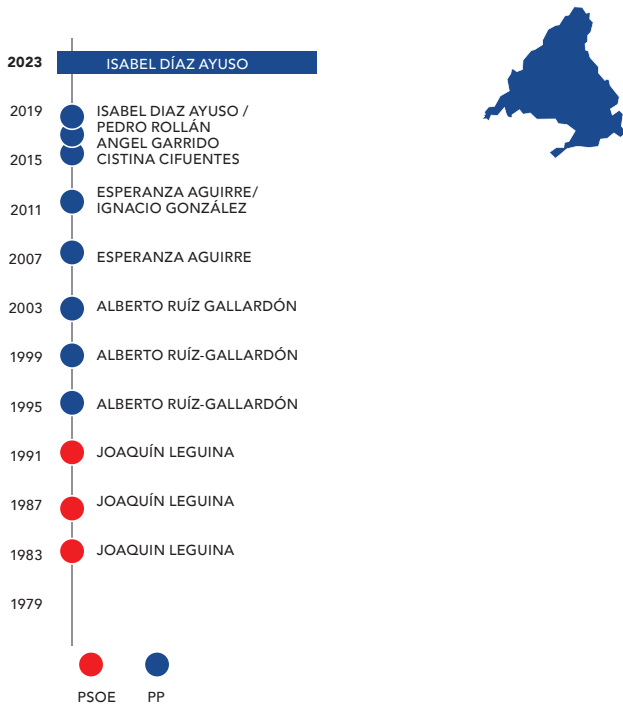 2023 ISABEL DÍAZ AYUSO
2019 ISABEL DIAZ AYUSO /
PEDRO ROLLÁN
ANGEL GARRIDO
2015 CISTINA CIFUENTES
ESPERANZA AGUIRRE/
2011 IGNACIO GONZÁLEZ
2007 ESPERANZA AGUIRRE
2003 ALBERTO RUÍZ GALLARDÓN
1999 ALBERTO RUÍZ-GALLARDÓN
1995 ALBERTO RUÍZ-GALLARDÓN
1991 JOAQUÍN LEGUINA
1987 JOAQUÍN LEGUINA
1983 JOAQUIN LEGUINA
1979
PSOE PP